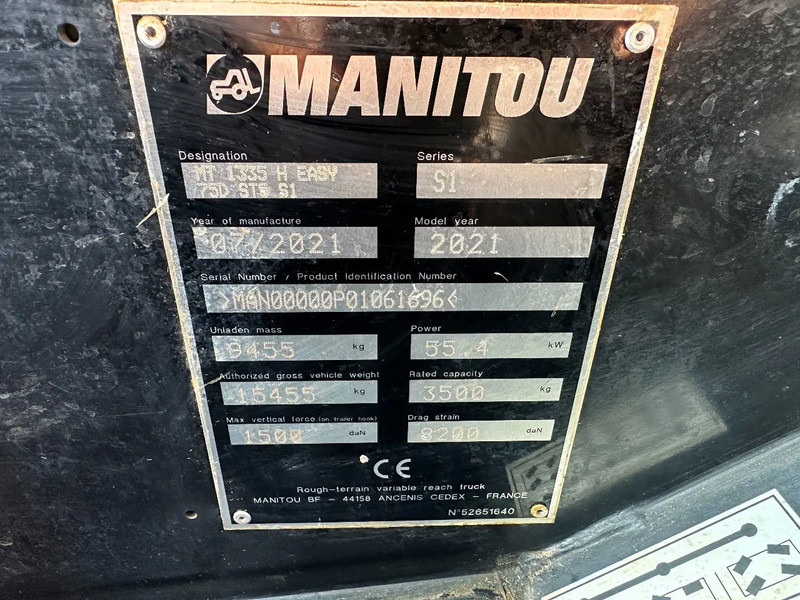 MANITOU
Designation Series
MT 1335 H EASY
75D ST5 S1
S1
Year of manufacture Model year
07/2021 2021
Serial Number / Product Identification Number
>MAN00000P01061696<
Unladen mass Power
9455 kg 55.4 kW
Authorized gross vehicle weight Rated capacity
15455 kg 3500 kg
Max vertical force (on trailer hook) Drag strain
1500 daN 8200 daN
CE
Rough-terrain variable reach truck
MANITOU BF - 44158 ANCENIS CEDEX - FRANCE
N°52651640